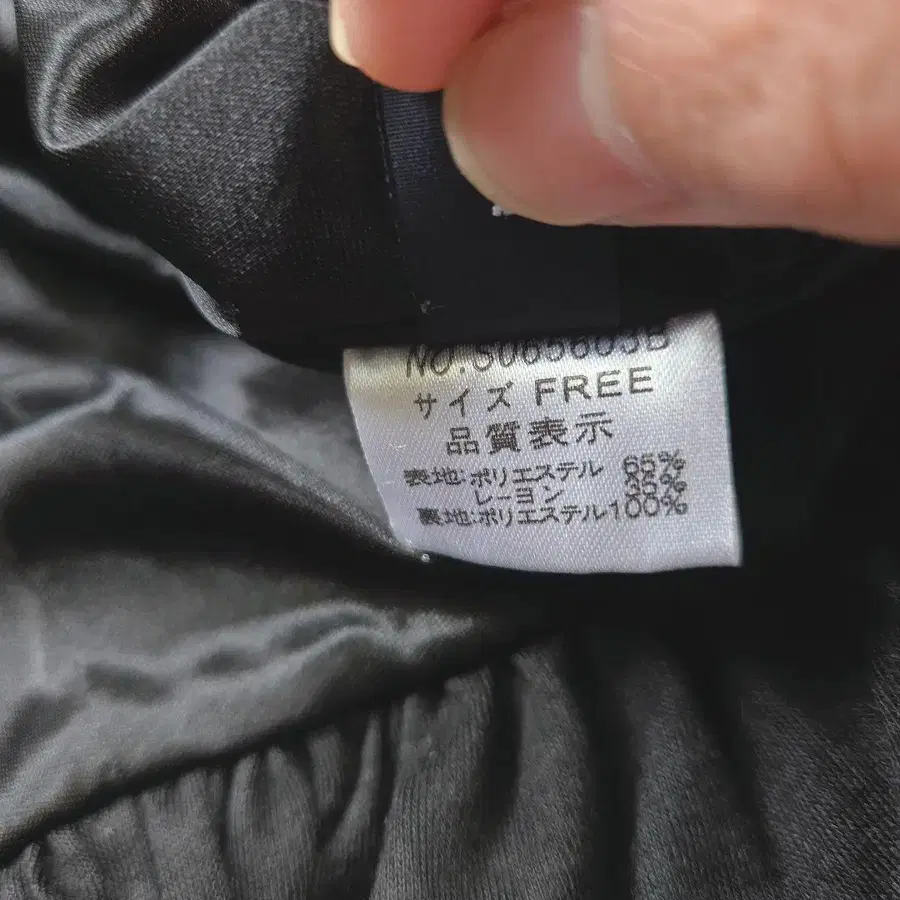 サイズ FREE
品質表示
表地:ポリエステル 65%
レーヨン 35%
裏地:ポリエステル100%